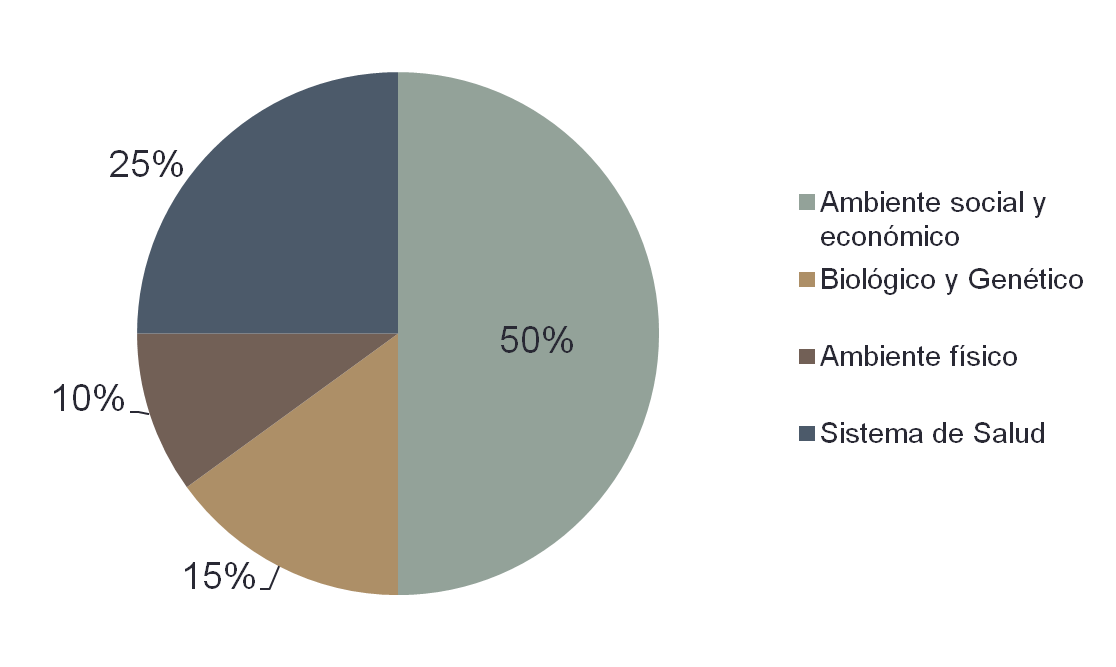 25%
50%
10%
15%
Ambiente social y
económico
Biológico y Genético
Ambiente físico
Sistema de Salud